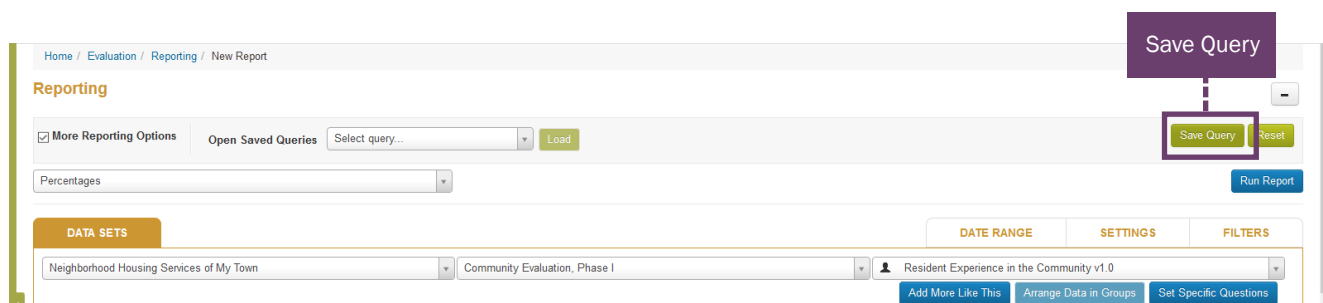 Save Query
Home / Evaluation / Reporting / New Report
Reporting
-
More Reporting Options Open Saved Queries Select query... Load Save Query Reset
Percentages Run Report
DATA SETS DATE RANGE SETTINGS FILTERS
Neighborhood Housing Services of My Town Community Evaluation, Phase I Resident Experience in the Community v1.0
Add More Like This Arrange Data in Groups Set Specific Questions